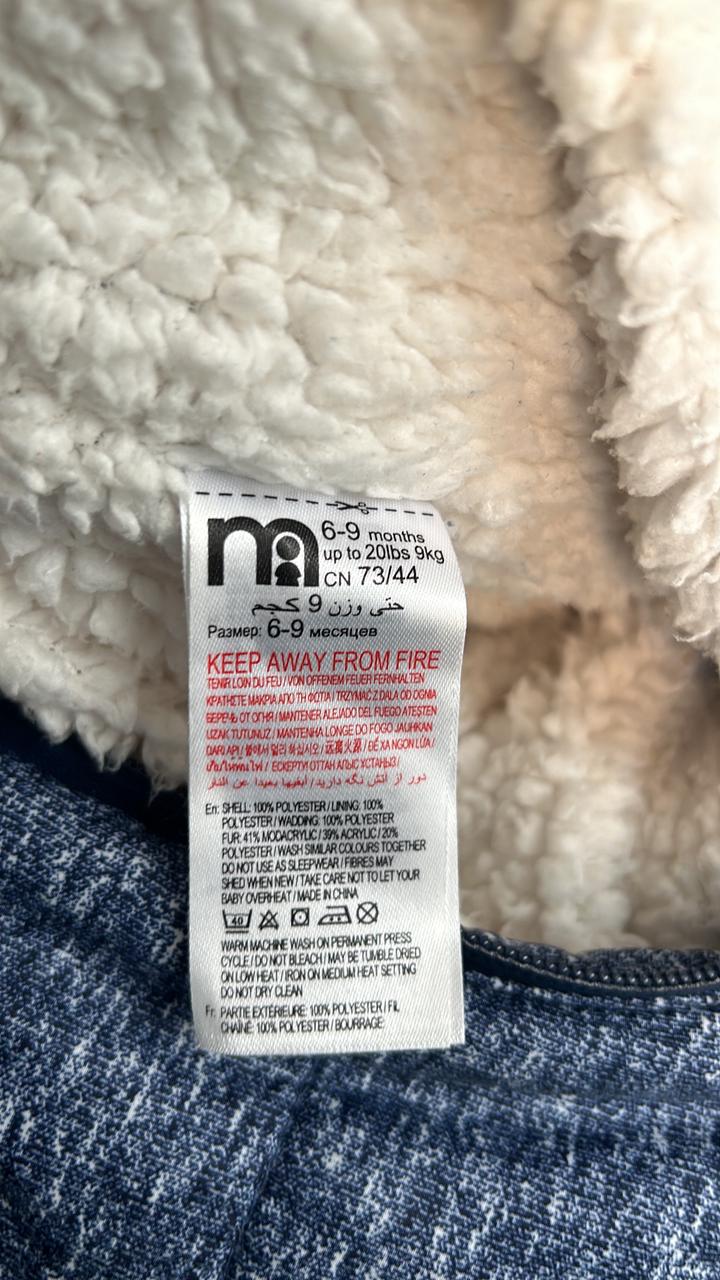 6-9 months
up to 20lbs 9kg
CN 73/44
حتى وزن 9 كجم
Размер: 6-9 месяцев
KEEP AWAY FROM FIRE
TENIR LOIN DU FEU / VON OFFENEM FEUER FERNHALTEN
ΚΡΑΤΗΣΤΕ ΜΑΚΡΙΑ ΑΠΟ ΤΗ ΦΩΤΙΑ / TRZYMAĆ Z DALA OD OGNIA
БЕРЕЧЬ ОТ ОГНЯ / MANTENER ALEJADO DEL FUEGO ATEŞTEN
UZAK TUTUNUZ / MANTENHA LONGE DO FOGO JAUHKAN
DARI API / 불에서 멀리 하십시오 / 远离火源 / ĐỂ XA NGỌN LỬA /
ЕСКЕРТУ! ОТТАН АЛЫС ҰСТАҢЫЗ /
دور از آتش نگه دارید / أبقيها بعيدا عن النار
En: SHELL: 100% POLYESTER / LINING: 100%
POLYESTER / WADDING: 100% POLYESTER
FUR: 41% MODACRYLIC / 39% ACRYLIC / 20%
POLYESTER / WASH SIMILAR COLOURS TOGETHER
DO NOT USE AS SLEEPWEAR / FIBRES MAY
SHED WHEN NEW / TAKE CARE NOT TO LET YOUR
BABY OVERHEAT / MADE IN CHINA
40
WARM MACHINE WASH ON PERMANENT PRESS
CYCLE / DO NOT BLEACH / MAY BE TUMBLE DRIED
ON LOW HEAT / IRON ON MEDIUM HEAT SETTING
DO NOT DRY CLEAN
Fr: PARTIE EXTÉRIEURE: 100% POLYESTER / FIL
CHAÎNE: 100% POLYESTER / BOURRAGE: